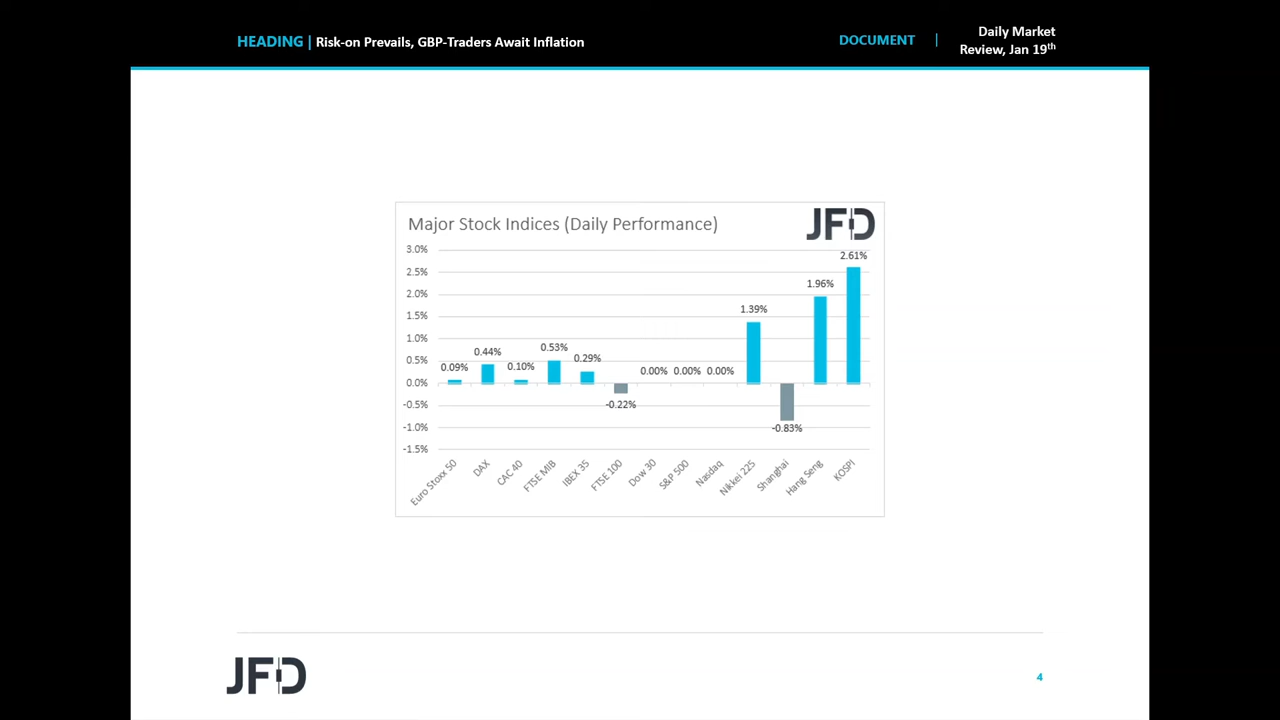 HEADING | Risk-on Prevails, GBP-Traders Await Inflation
DOCUMENT |
Daily Market
Review, Jan 19th
Major Stock Indices (Daily Performance)
JFD
3.0%
2.5%
2.0%
1.5%
1.0%
0.5%
0.0%
-0.5%
-1.0%
-1.5%
0.09%
0.44%
0.10%
0.53%
0.29%
-0.22%
0.00%
0.00%
0.00%
1.39%
-0.83%
1.96%
2.61%
Euro Stoxx 50
DAX
CAC 40
FTSE MIB
IBEX 35
FTSE 100
Dow 30
S&P 500
Nasdaq
Nikkei 225
Shanghai
Hang Seng
KOSPI
JFD
4